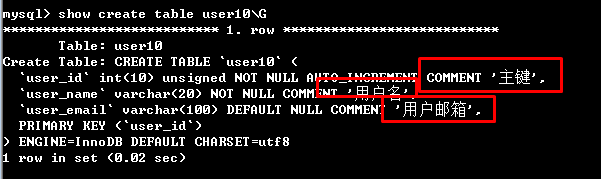 mysql> show create table user10\G
*************************** 1. row ***************************
Table: user10
Create Table: CREATE TABLE `user10` (
`user_id` int(10) unsigned NOT NULL AUTO_INCREMENT COMMENT '主键',
`user_name` varchar(20) NOT NULL COMMENT '用户名',
`user_email` varchar(100) DEFAULT NULL COMMENT '用户邮箱',
PRIMARY KEY (`user_id`)
) ENGINE=InnoDB DEFAULT CHARSET=utf8
1 row in set (0.02 sec)